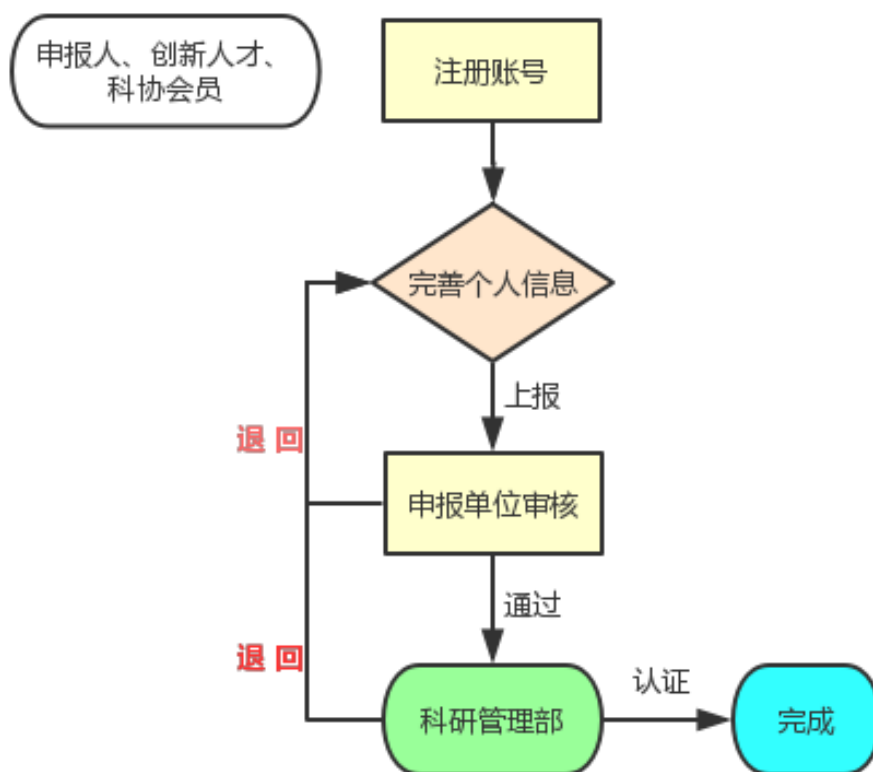 申报人、创新人才、
科协会员
注册账号
完善个人信息
上报
退 回
申报单位审核
通过
退 回
科研管理部
认证
完成